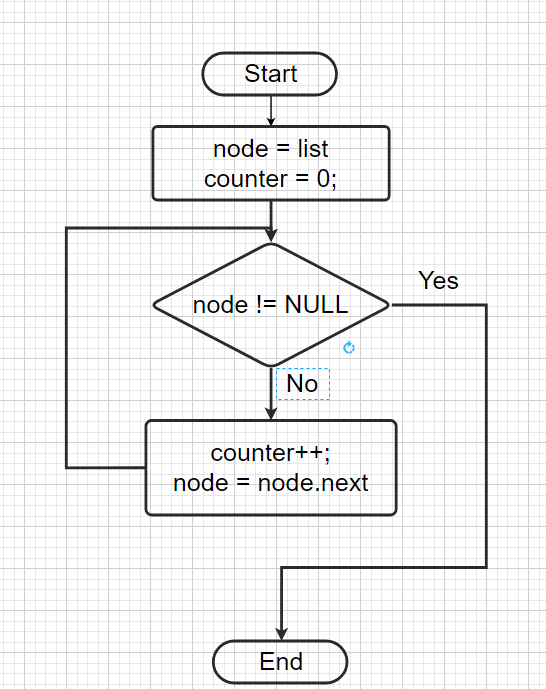 Start
node = list
counter = 0;
node != NULL
Yes
No
counter++;
node = node.next
End